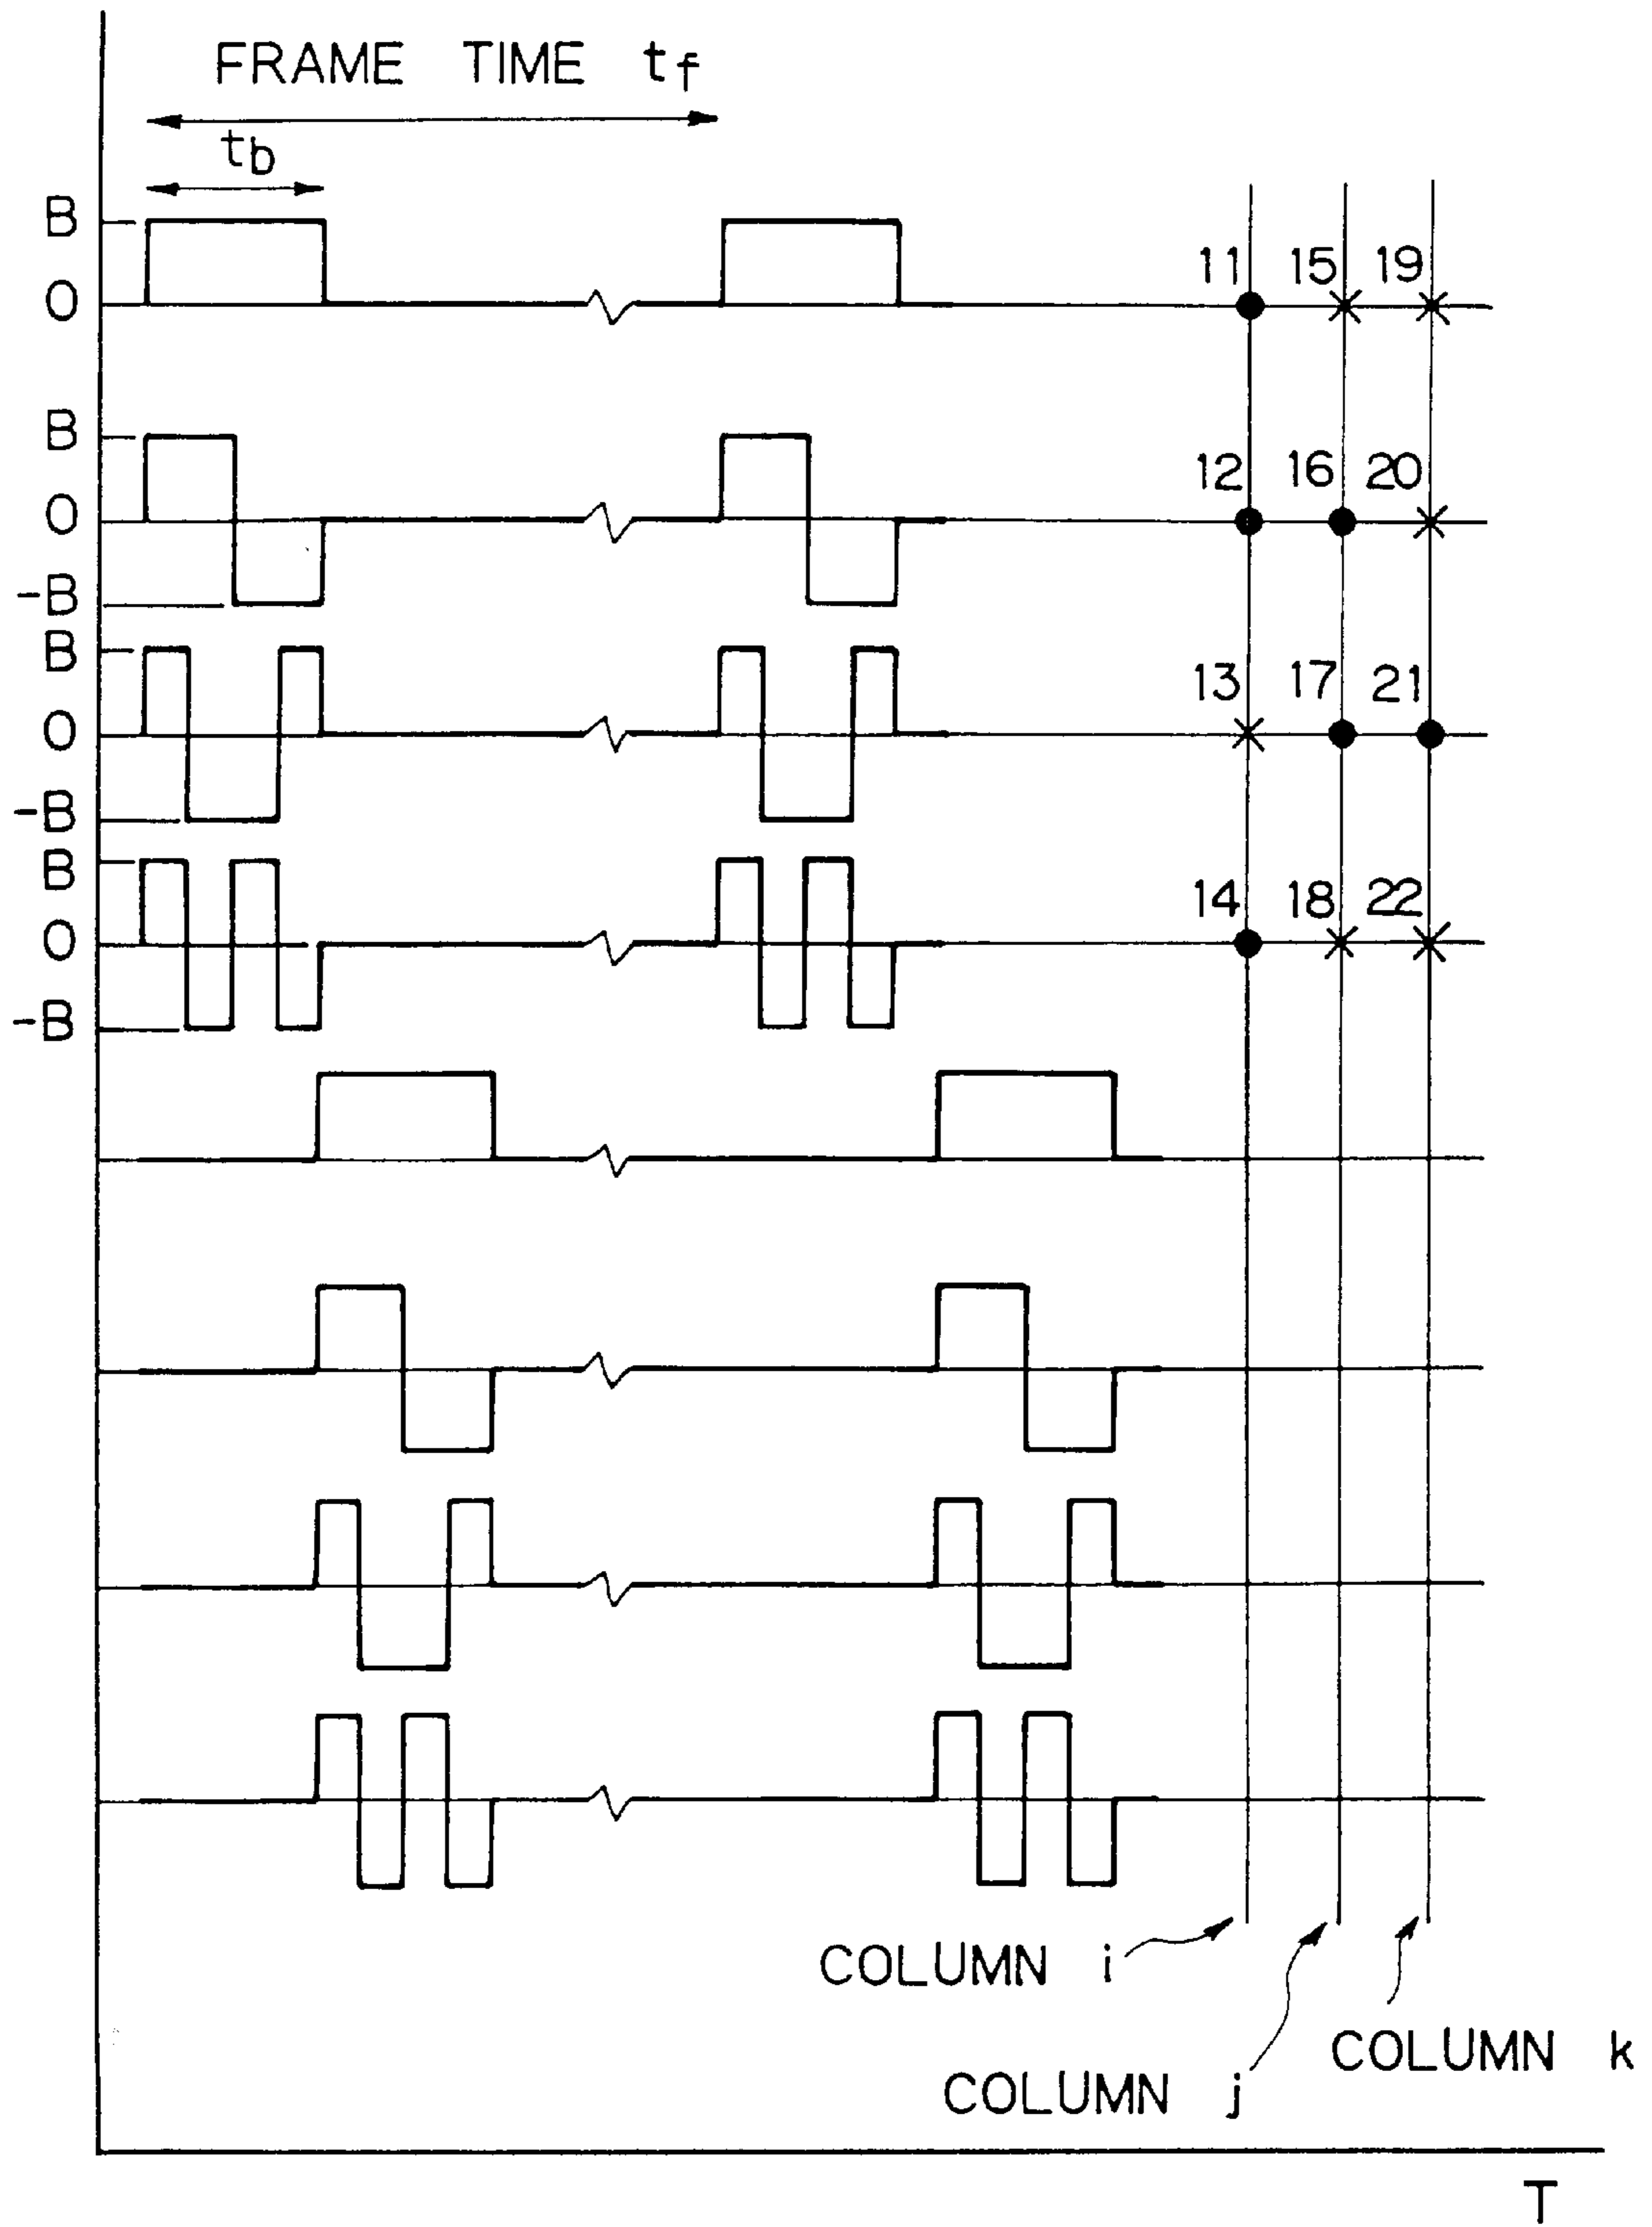 FRAME TIME tf
tb
B
O 11 15 19
B
O 12 16 20
-B
B
O 13 17 21
-B
B
O 14 18 22
-B
COLUMN i
COLUMN k
COLUMN j
T